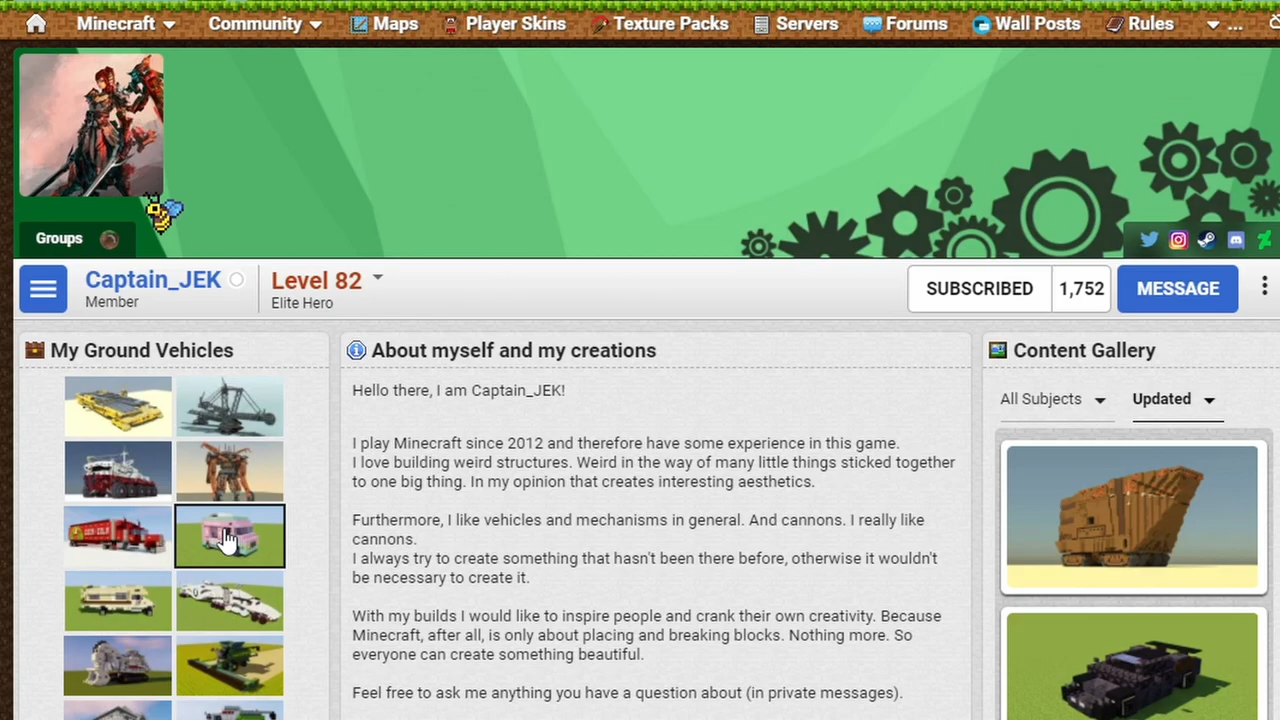 Minecraft Community Maps Player Skins Texture Packs Servers Forums Wall Posts Rules ...
Groups
Captain_JEK
Member
Level 82
Elite Hero
SUBSCRIBED 1,752 MESSAGE
My Ground Vehicles
About myself and my creations
Hello there, I am Captain_JEK!
I play Minecraft since 2012 and therefore have some experience in this game.
I love building weird structures. Weird in the way of many little things sticked together
to one big thing. In my opinion that creates interesting aesthetics.
Furthermore, I like vehicles and mechanisms in general. And cannons. I really like
cannons.
I always try to create something that hasn't been there before, otherwise it wouldn't
be necessary to create it.
With my builds I would like to inspire people and crank their own creativity. Because
Minecraft, after all, is only about placing and breaking blocks. Nothing more. So
everyone can create something beautiful.
Feel free to ask me anything you have a question about (in private messages).
Content Gallery
All Subjects Updated